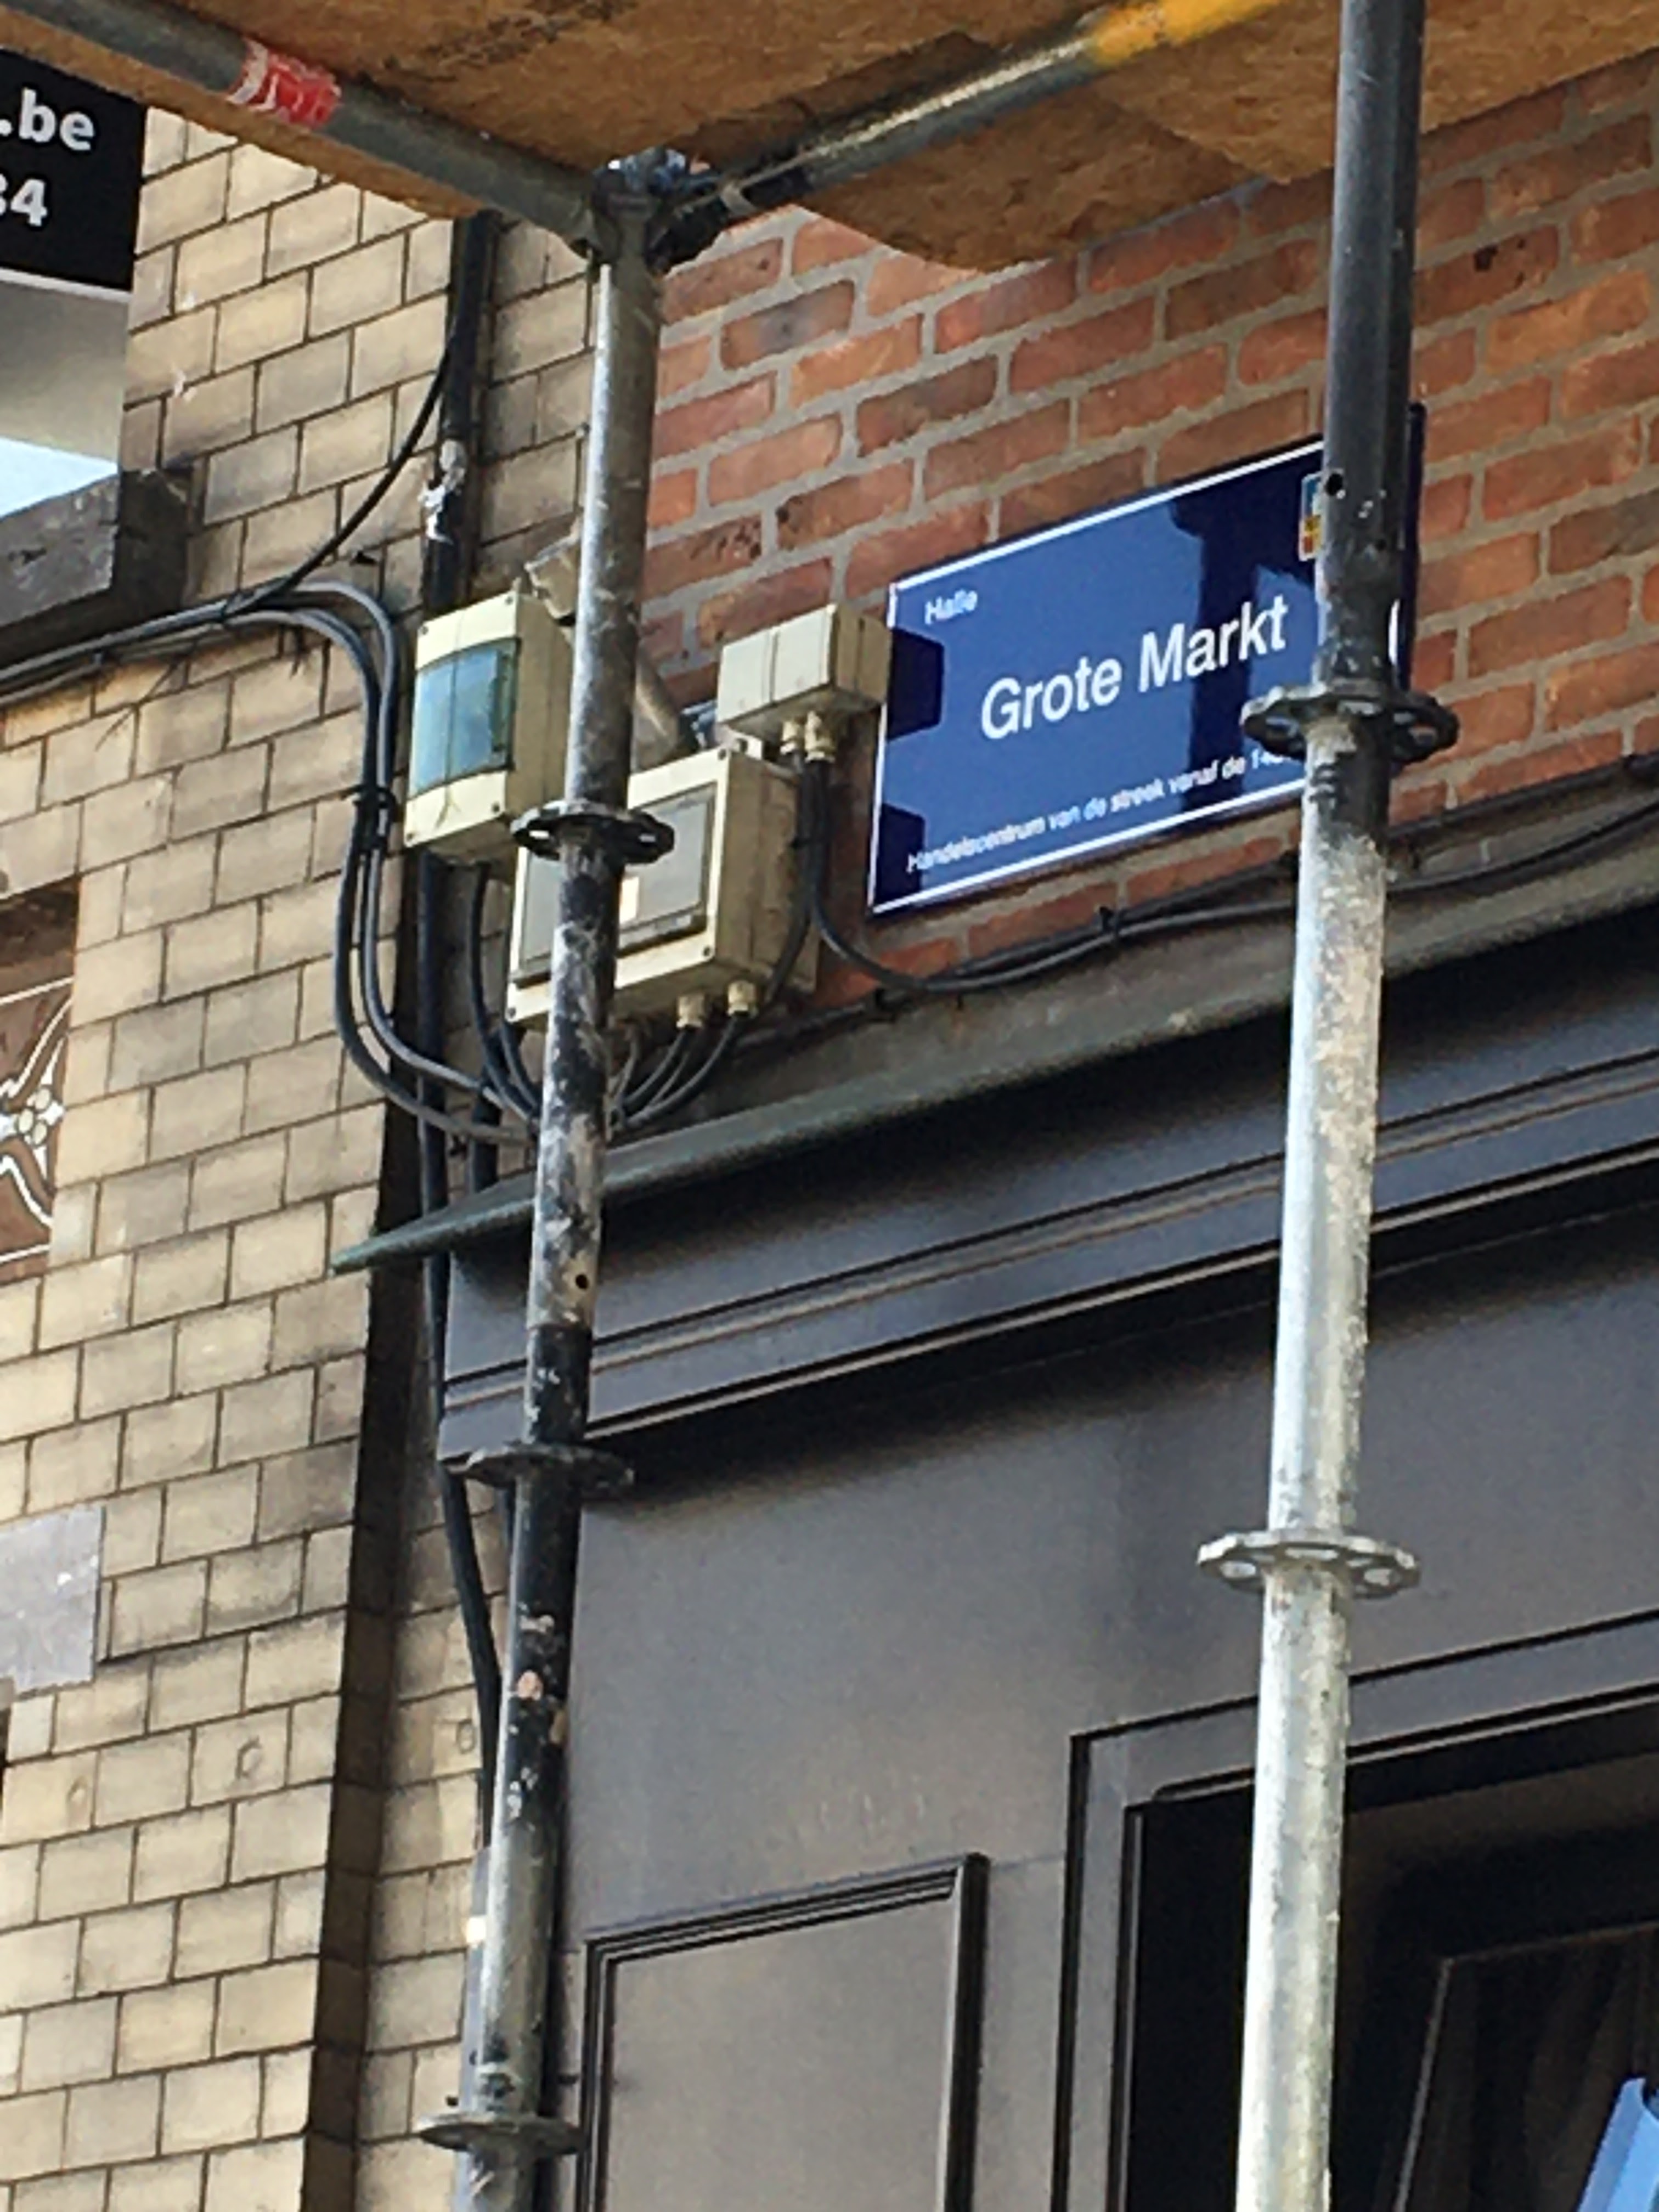 .be
34
Halle
Grote Markt
Handelscentrum van de streek vanaf de